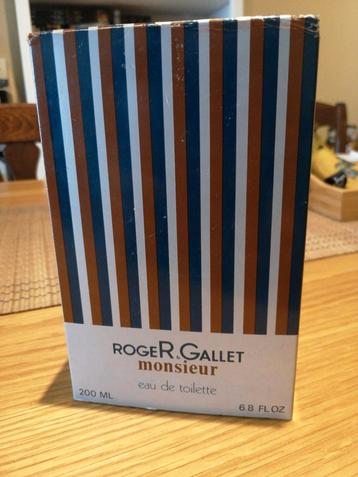 ROGER & GALLET
monsieur
eau de toilette
200 ML
6.8 FL OZ